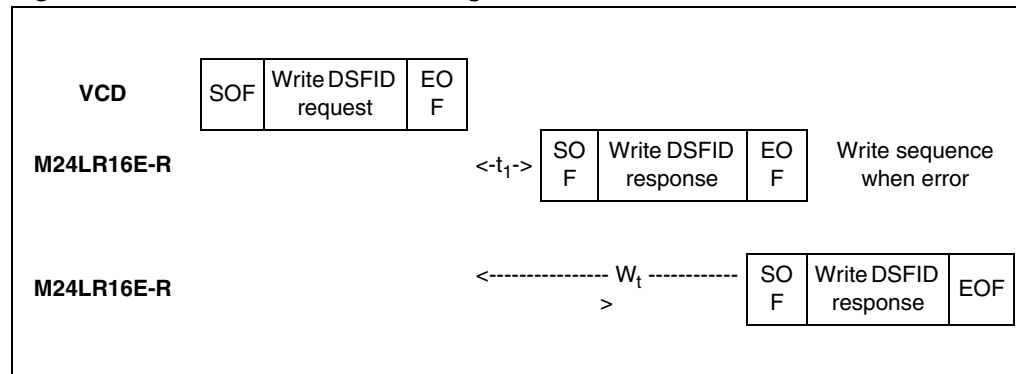 VCD
SOF
Write DSFID
request
EO
F
M24LR16E-R
<-t₁->
SO
F
Write DSFID
response
EO
F
Write sequence
when error
M24LR16E-R
<---------------- Wₜ ------------
>
SO
F
Write DSFID
response
EOF